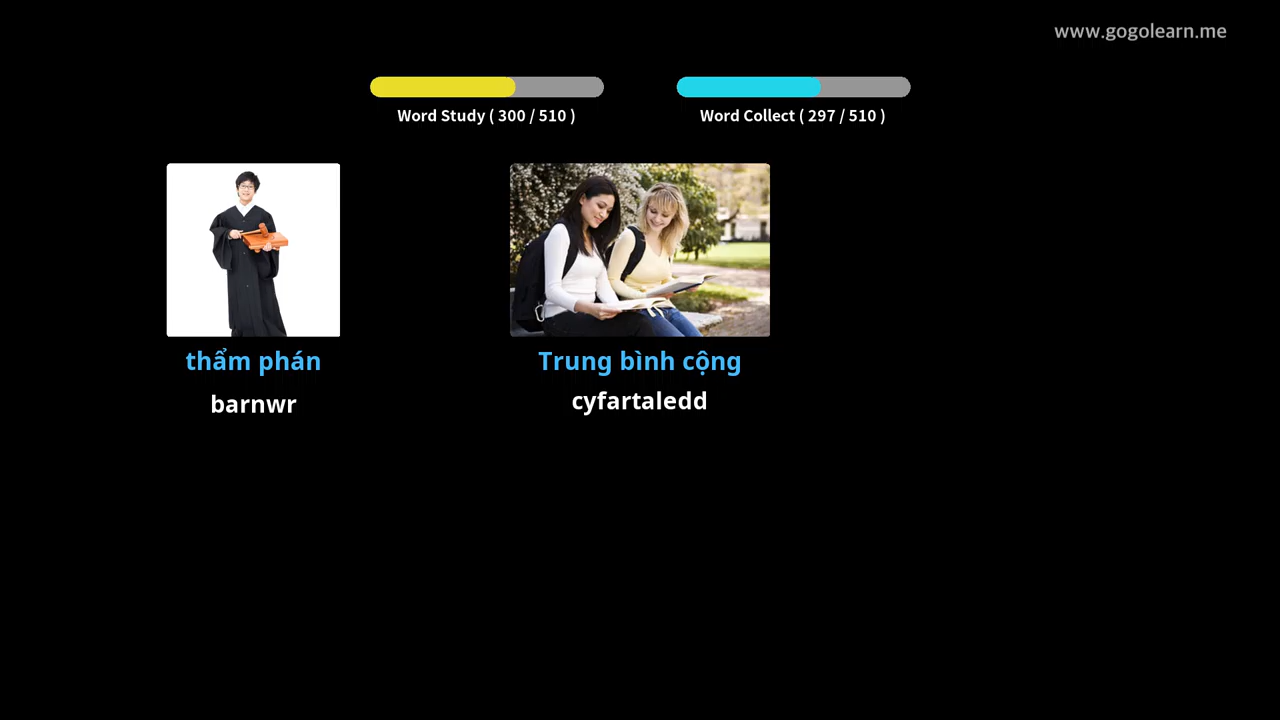 www.gogolearn.me
Word Study ( 300 / 510 )
Word Collect ( 297 / 510 )
thẩm phán
barnwr
Trung bình cộng
cyfartaledd